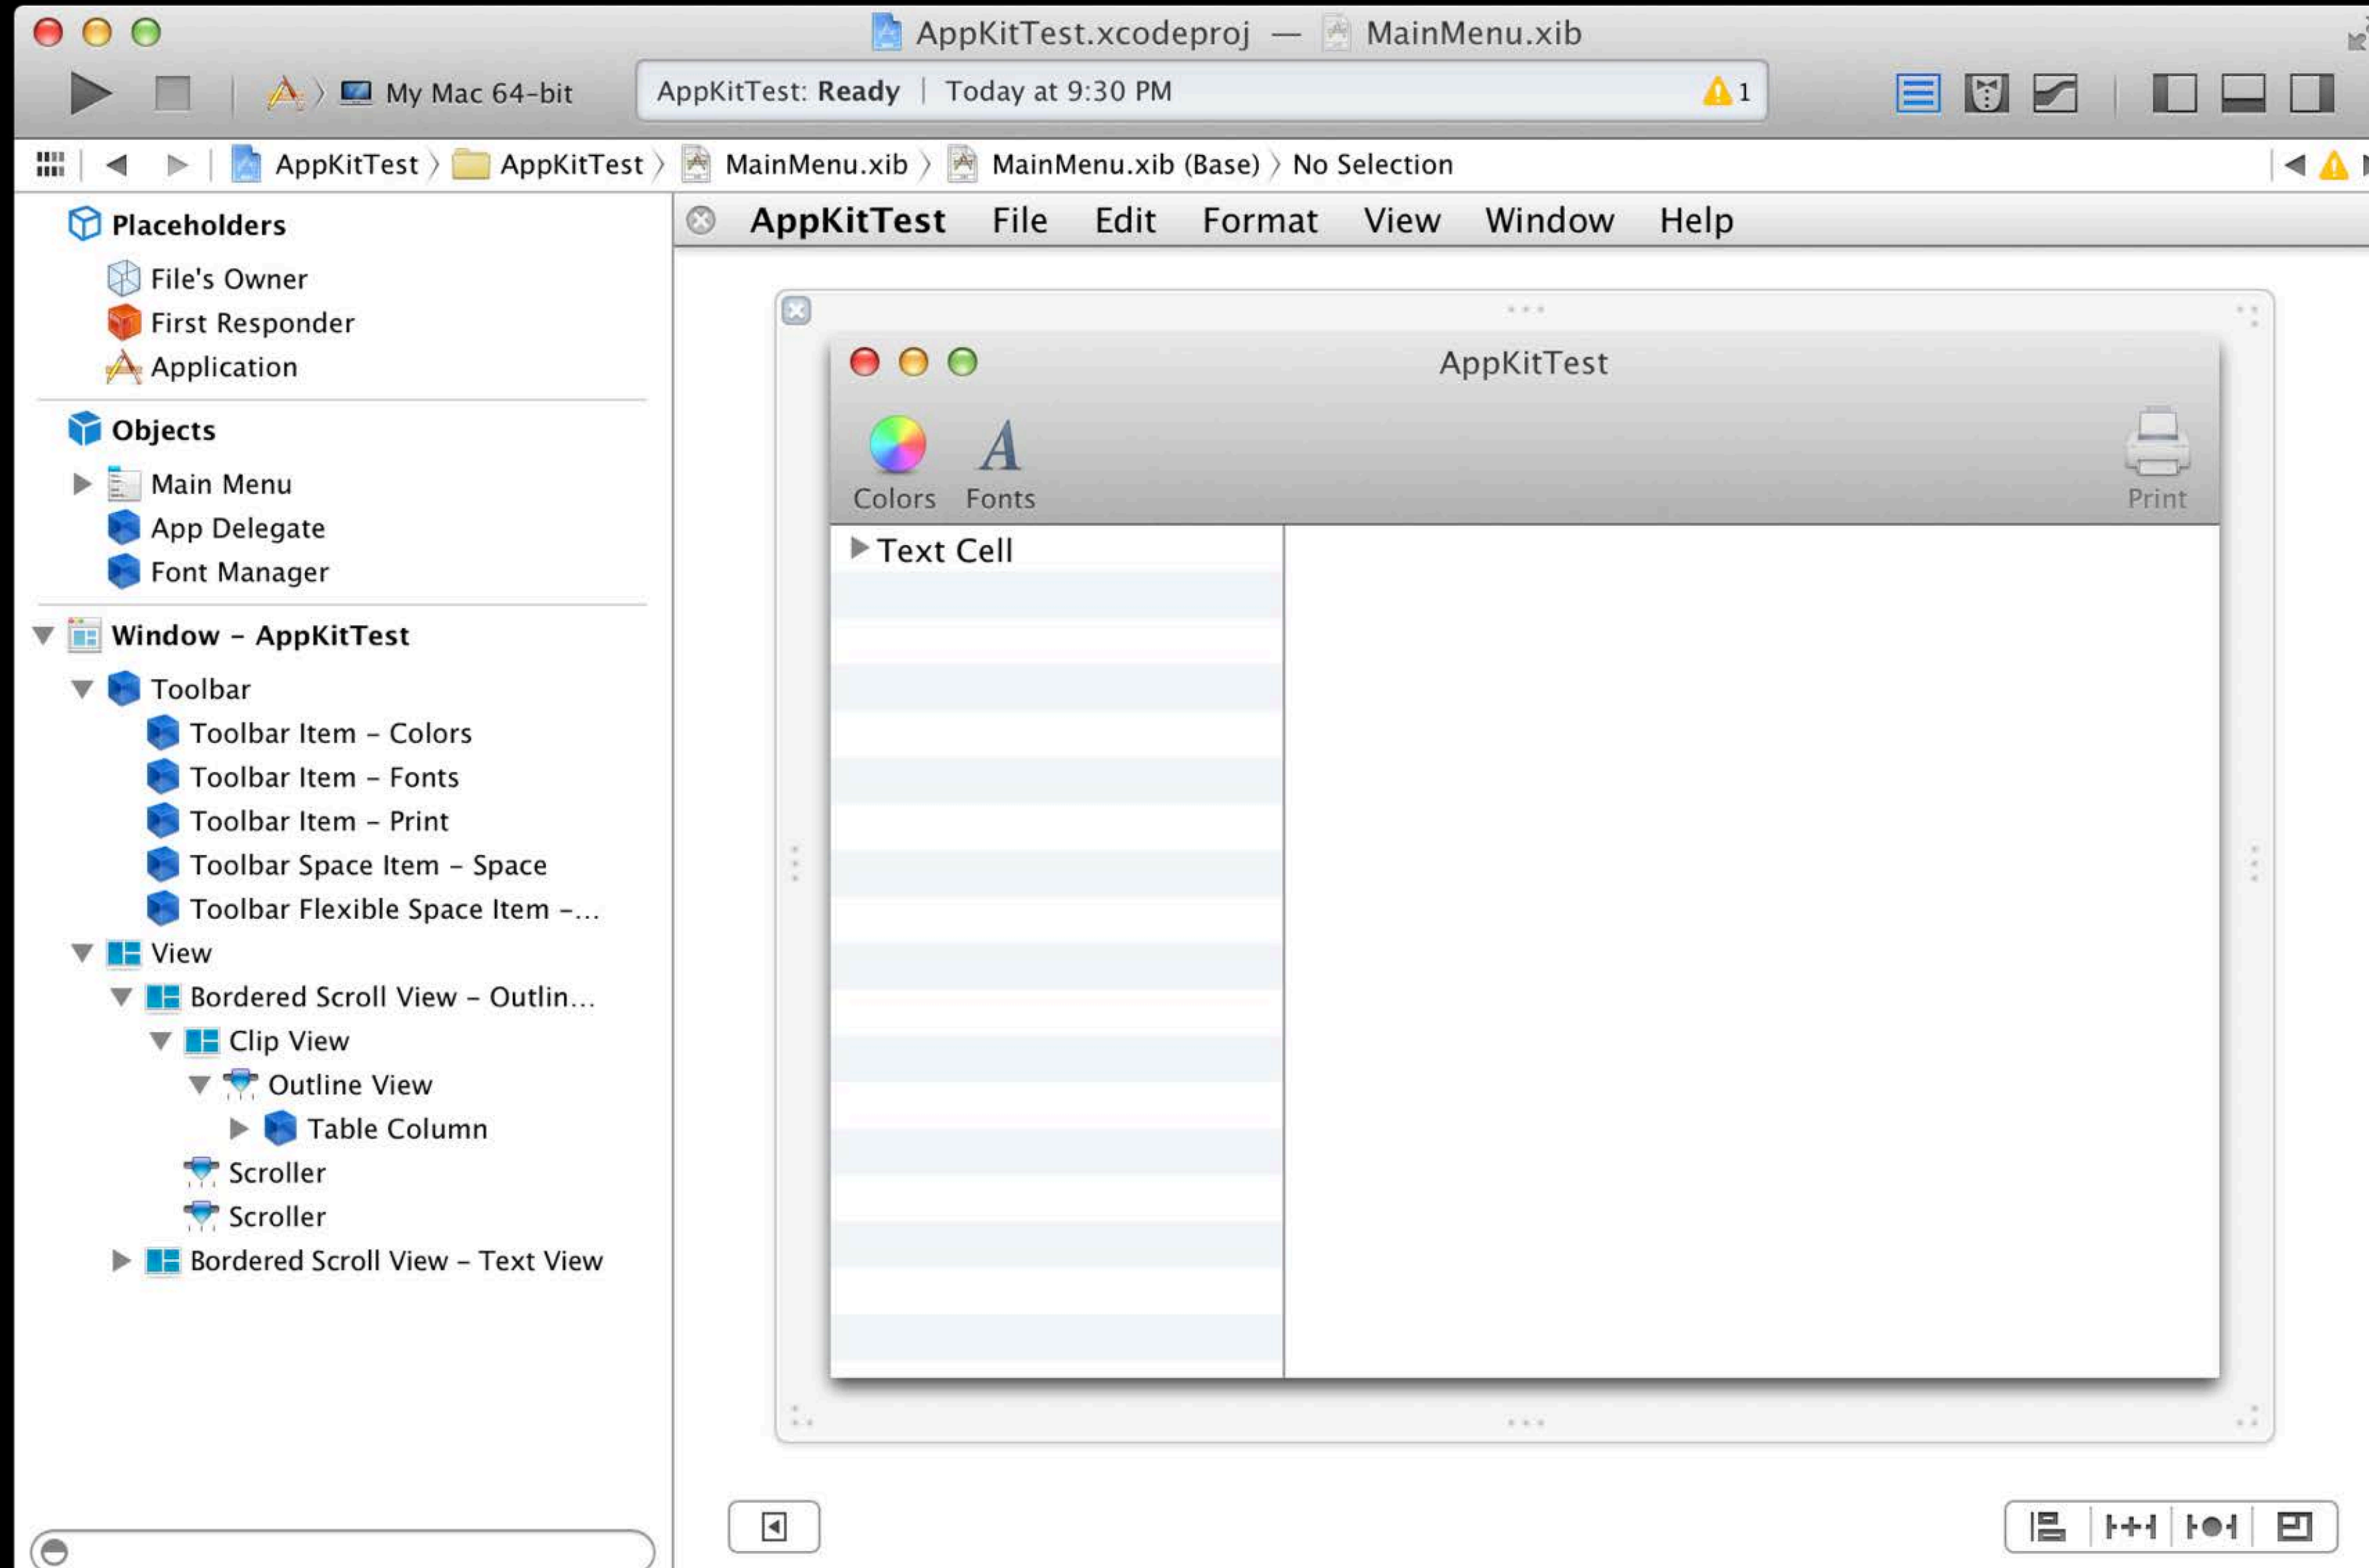 AppKitTest.xcodeproj — MainMenu.xib
My Mac 64-bit
AppKitTest: Ready | Today at 9:30 PM
1
AppKitTest 〉 AppKitTest 〉 MainMenu.xib 〉 MainMenu.xib (Base) 〉 No Selection
Placeholders
File's Owner
First Responder
Application
Objects
Main Menu
App Delegate
Font Manager
Window – AppKitTest
Toolbar
Toolbar Item – Colors
Toolbar Item – Fonts
Toolbar Item – Print
Toolbar Space Item – Space
Toolbar Flexible Space Item –…
View
Bordered Scroll View – Outlin…
Clip View
Outline View
Table Column
Scroller
Scroller
Bordered Scroll View – Text View
AppKitTest File Edit Format View Window Help
AppKitTest
Colors Fonts Print
Text Cell